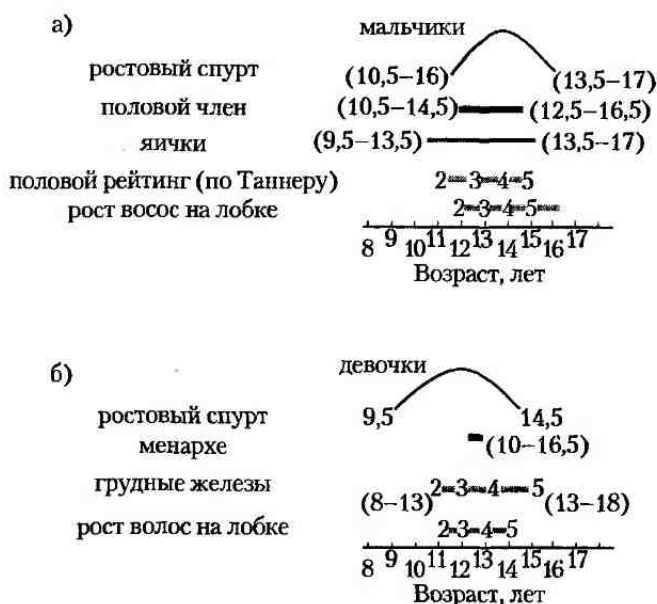 а) мальчики
ростовый спурт (10,5–16) (13,5–17)
половой член (10,5–14,5) (12,5–16,5)
яички (9,5–13,5) (13,5–17)
половой рейтинг (по Таннеру) 2 3 4 5
рост восос на лобке 2 3 4 5
8 9 10 11 12 13 14 15 16 17
Возраст, лет
б) девочки
ростовый спурт 9,5 14,5
менархе (10–16,5)
грудные железы (8–13) 2 3 4 5 (13–18)
рост волос на лобке 2 3 4 5
8 9 10 11 12 13 14 15 16 17
Возраст, лет